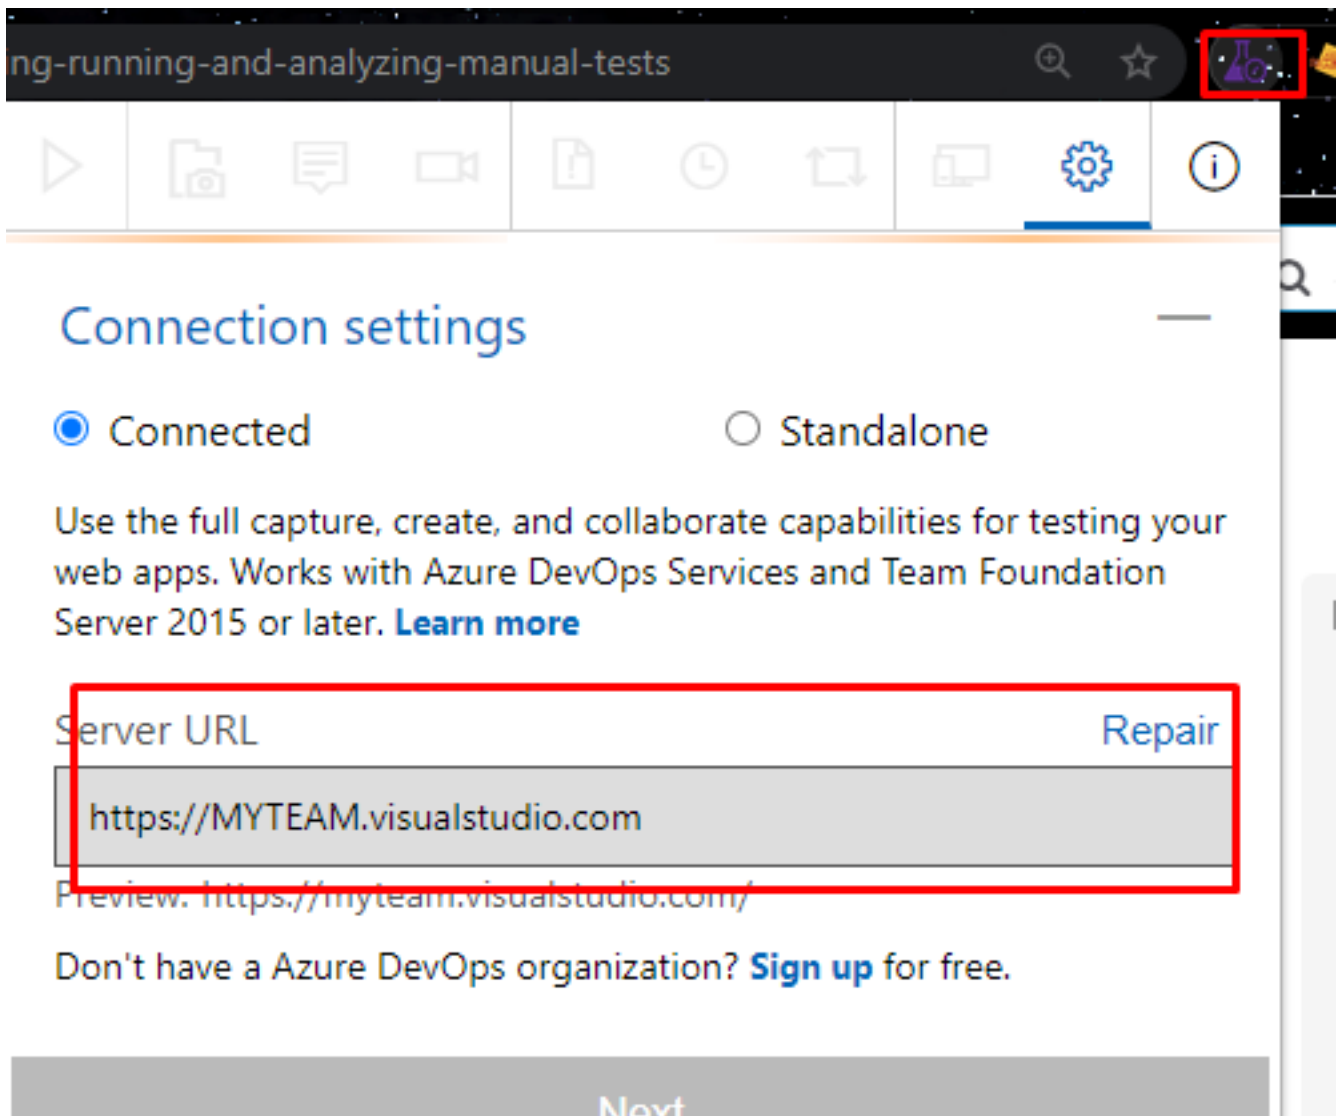 ing-running-and-analyzing-manual-tests
Connection settings
Connected
Standalone
Use the full capture, create, and collaborate capabilities for testing your
web apps. Works with Azure DevOps Services and Team Foundation
Server 2015 or later. Learn more
Server URL
Repair
https://MYTEAM.visualstudio.com
Preview: https://myteam.visualstudio.com/
Don't have a Azure DevOps organization? Sign up for free.
Next